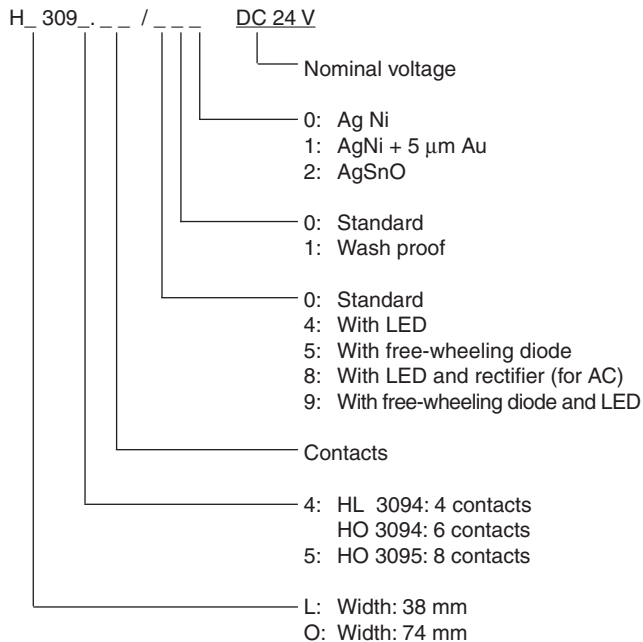 H_ 309_. _ _ / _ _ _ DC 24 V
Nominal voltage
0: Ag Ni
1: AgNi + 5 μm Au
2: AgSnO
0: Standard
1: Wash proof
0: Standard
4: With LED
5: With free-wheeling diode
8: With LED and rectifier (for AC)
9: With free-wheeling diode and LED
Contacts
4: HL 3094: 4 contacts
HO 3094: 6 contacts
5: HO 3095: 8 contacts
L: Width: 38 mm
O: Width: 74 mm